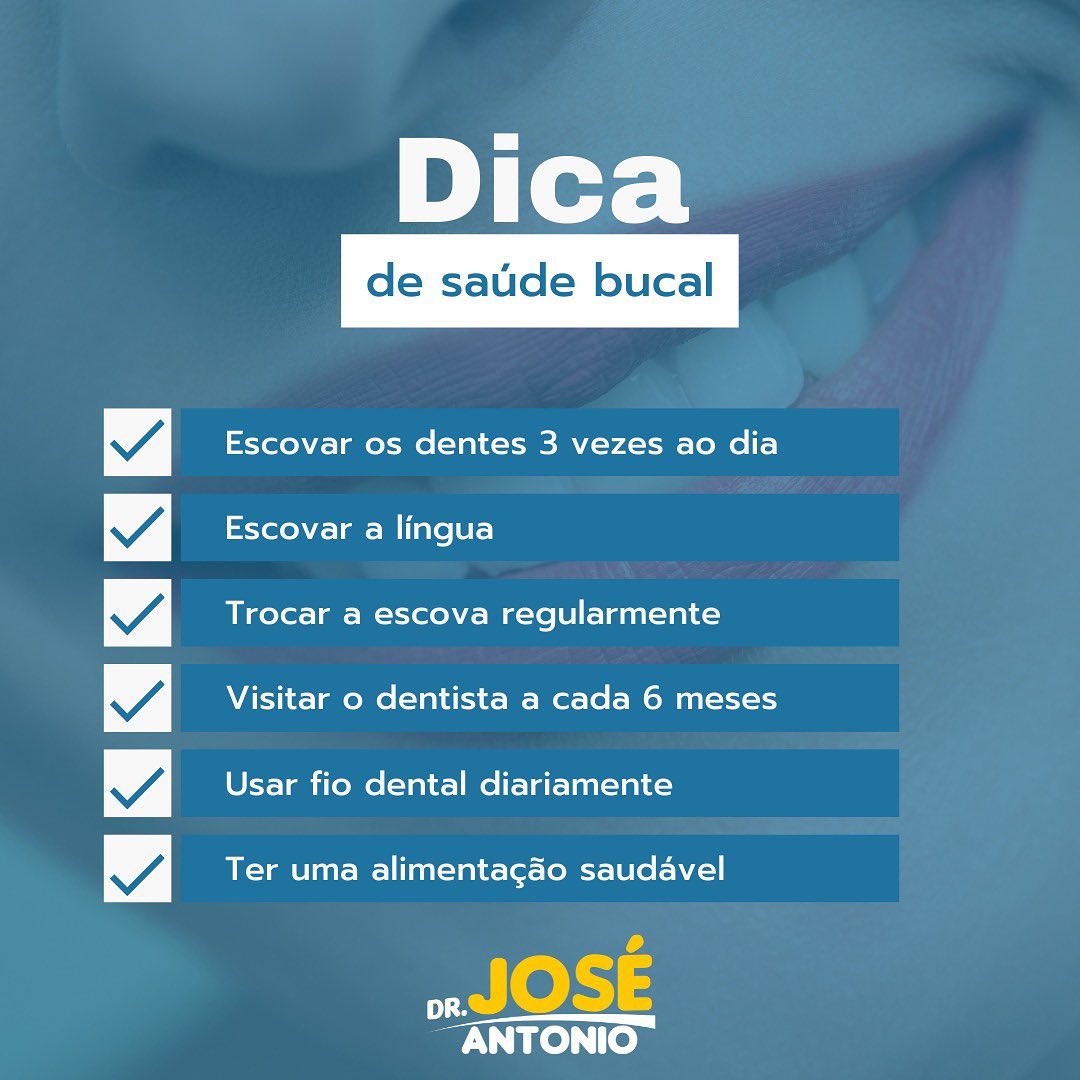 Dica
de saúde bucal
Escovar os dentes 3 vezes ao dia
Escovar a língua
Trocar a escova regularmente
Visitar o dentista a cada 6 meses
Usar fio dental diariamente
Ter uma alimentação saudável
DR. JOSÉ
ANTONIO